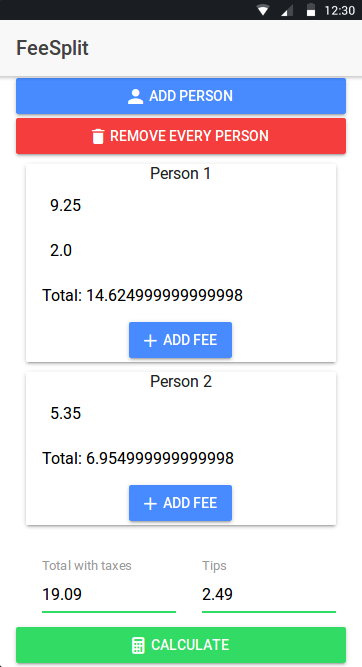 12:30
FeeSplit
ADD PERSON
REMOVE EVERY PERSON
Person 1
9.25
2.0
Total: 14.624999999999998
ADD FEE
Person 2
5.35
Total: 6.954999999999998
ADD FEE
Total with taxes Tips
19.09 2.49
CALCULATE